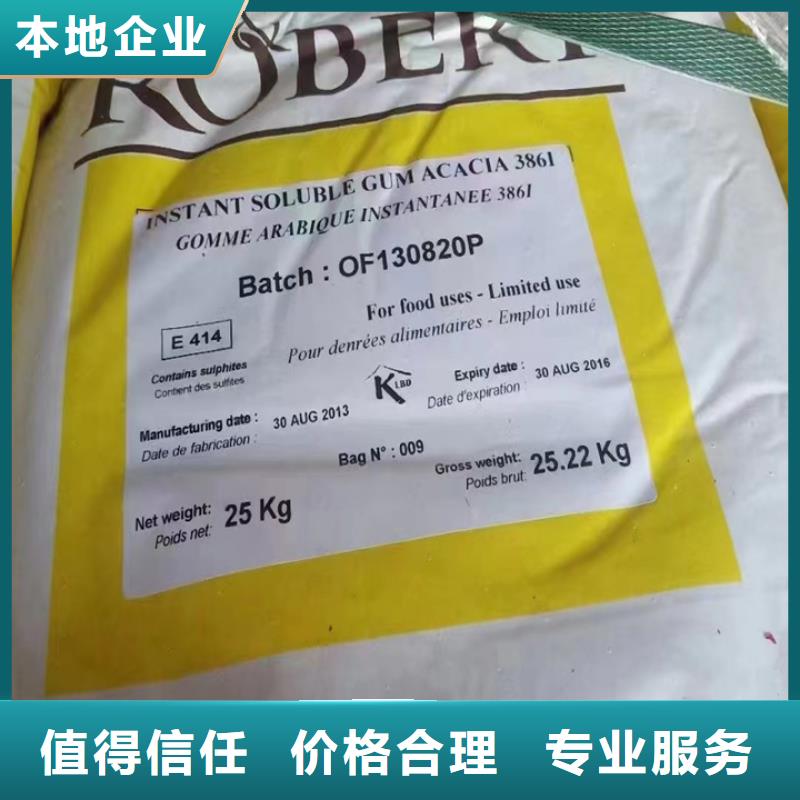 本地企业
ROBERT
INSTANT SOLUBLE GUM ACACIA 386I
GOMME ARABIQUE INSTANTANEE 386I
Batch : OF130820P
For food uses - Limited use
Pour denrées alimentaires - Emploi limité
E 414
Contains sulphites
Contient des sulfites
KLBD
Manufacturing date : 30 AUG 2013
Date de fabrication :
Expiry date : 30 AUG 2016
Date d'expiration :
Bag N° : 009
Gross weight: 25.22 Kg
Poids brut:
Net weight: 25 Kg
Poids net:
值得信任 价格合理 专业服务